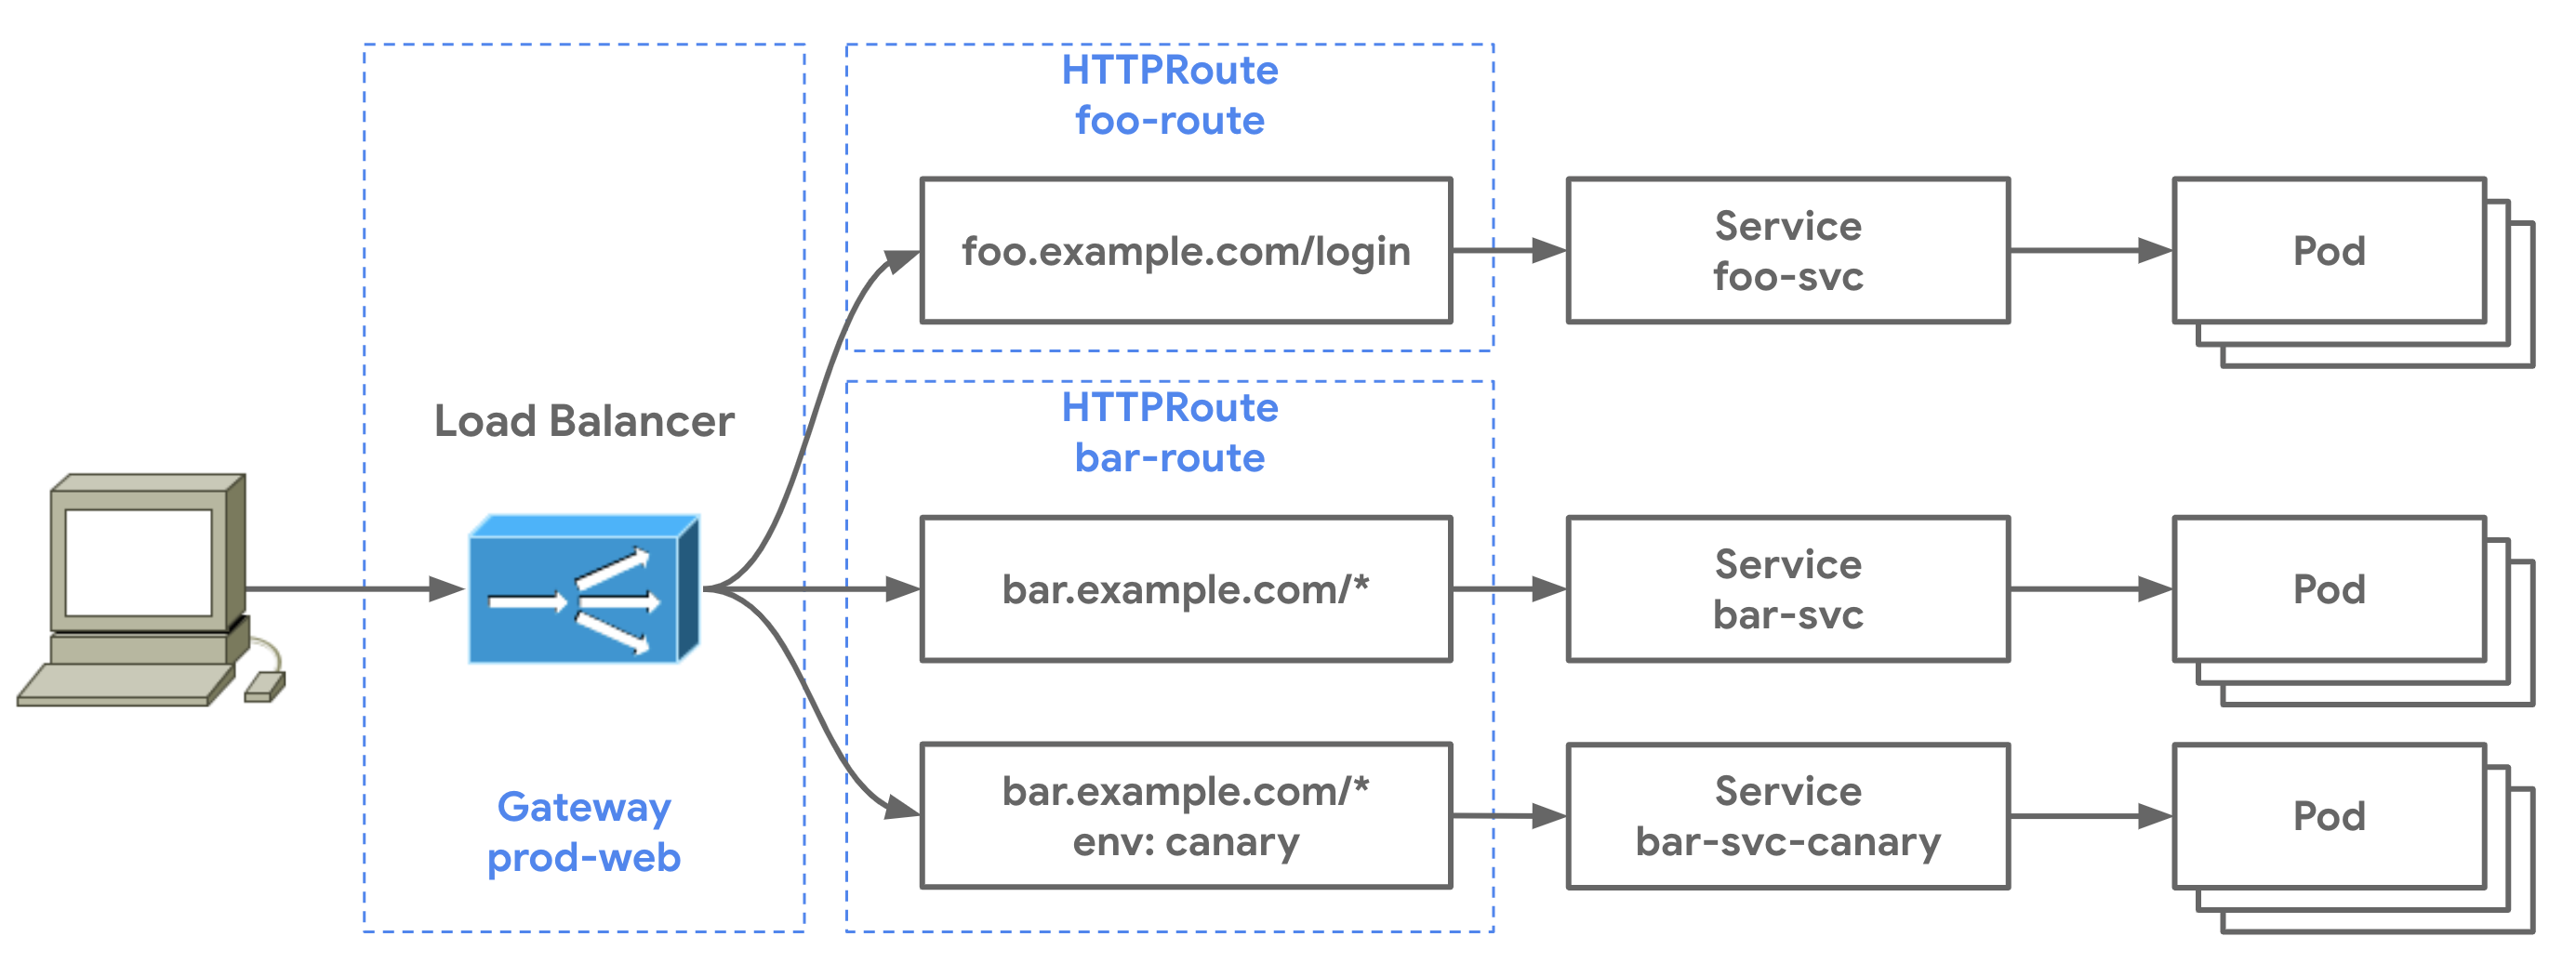 Load Balancer
Gateway
prod-web
HTTPRoute
foo-route
foo.example.com/login
Service
foo-svc
Pod
HTTPRoute
bar-route
bar.example.com/*
Service
bar-svc
Pod
bar.example.com/*
env: canary
Service
bar-svc-canary
Pod